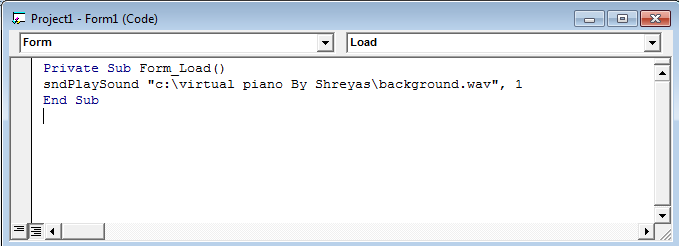 Project1 - Form1 (Code)
Form Load
Private Sub Form_Load()
sndPlaySound "c:\virtual piano By Shreyas\background.wav", 1
End Sub